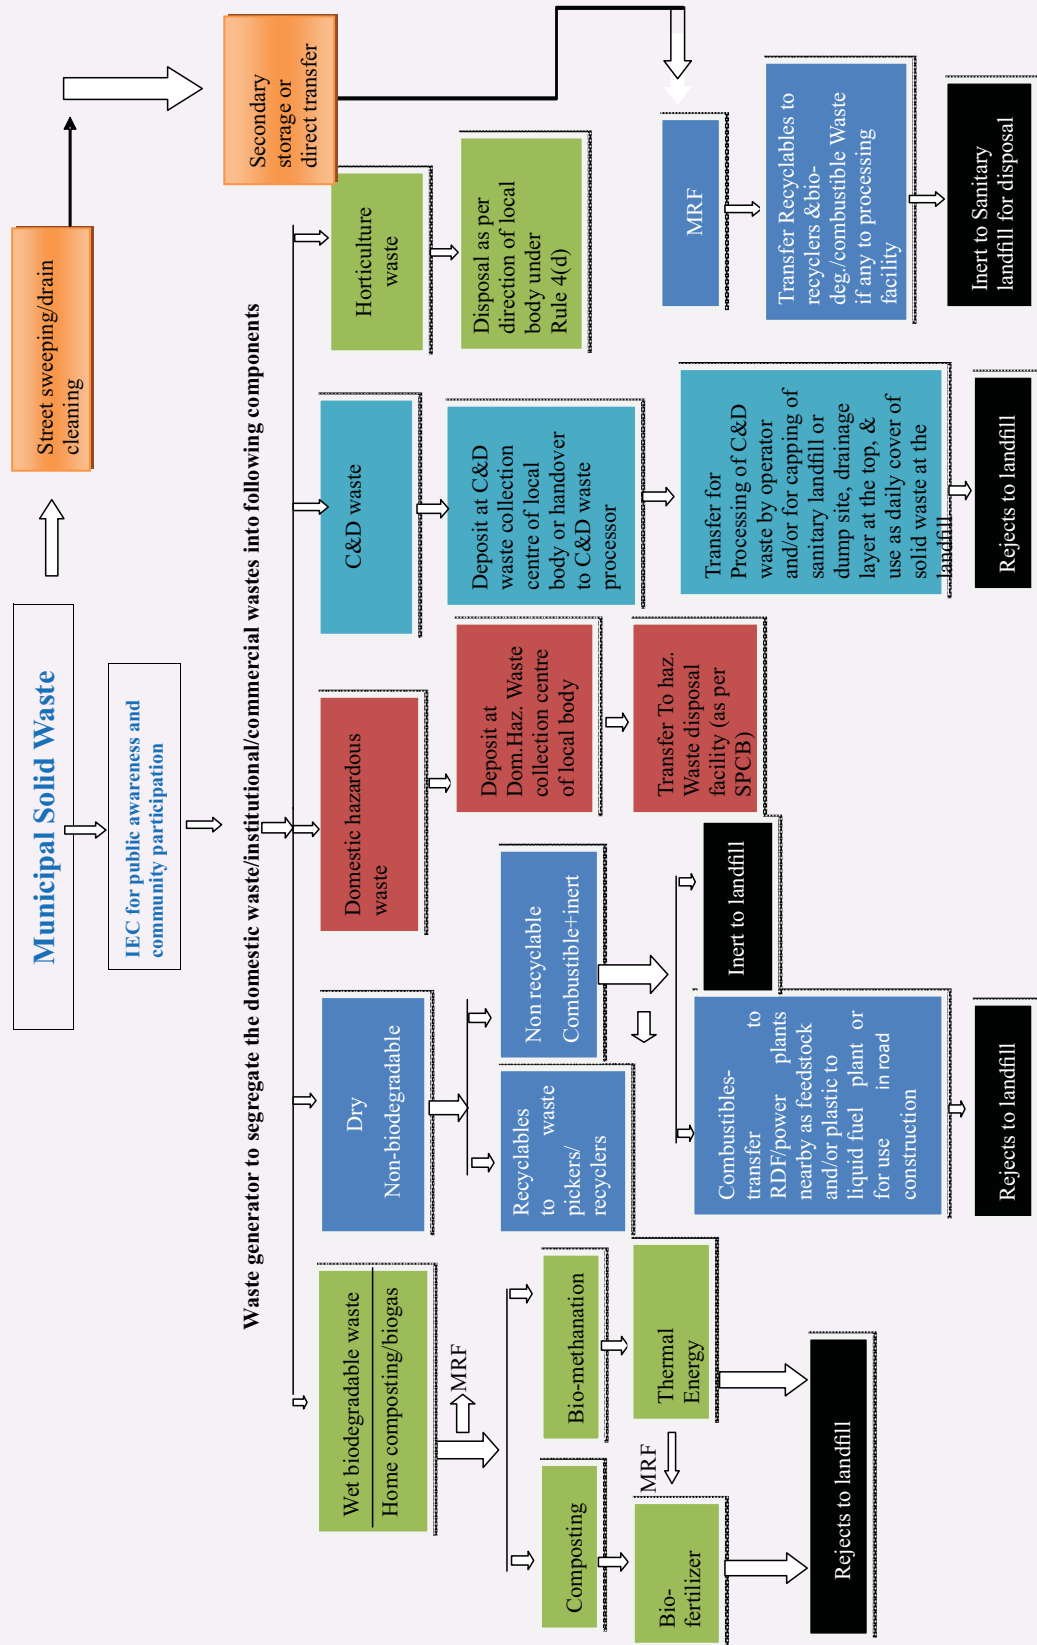 Municipal Solid Waste
Street sweeping/drain
cleaning
IEC for public awareness and
community participation
Secondary
storage or
direct transfer
Waste generator to segregate the domestic waste/institutional/commercial wastes into following components
Wet biodegradable waste
Home composting/biogas
MRF
Composting
Bio-methanation
Bio-
fertilizer
MRF
Thermal
Energy
Rejects to landfill
Dry
Non-biodegradable
Recyclables
to waste
pickers/
recyclers
Non recyclable
Combustible+inert
Combustibles-
transfer to
RDF/power plants
nearby as feedstock
and/or plastic to
liquid fuel plant or
for use in road
construction
Inert to landfill
Rejects to landfill
Domestic hazardous
waste
Deposit at
Dom.Haz. Waste
collection centre
of local body
Transfer To haz.
Waste disposal
facility (as per
SPCB)
C&D waste
Deposit at C&D
waste collection
centre of local
body or handover
to C&D waste
processor
Transfer for
Processing of C&D
waste by operator
and/or for capping of
sanitary landfill or
dump site, drainage
layer at the top, &
use as daily cover of
solid waste at the
landfill
Rejects to landfill
Horticulture
waste
Disposal as per
direction of local
body under
Rule 4(d)
MRF
Transfer Recyclables to
recyclers &bio-
deg./combustible Waste
if any to processing
facility
Inert to Sanitary
landfill for disposal